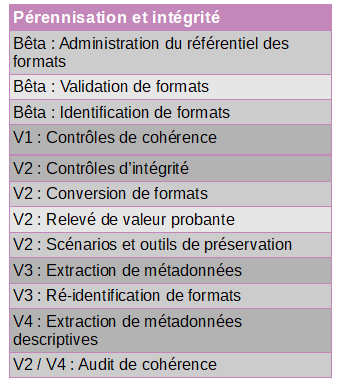 Pérennisation et intégrité
Bêta : Administration du référentiel des
formats
Bêta : Validation de formats
Bêta : Identification de formats
V1 : Contrôles de cohérence
V2 : Contrôles d'intégrité
V2 : Conversion de formats
V2 : Relevé de valeur probante
V2 : Scénarios et outils de préservation
V3 : Extraction de métadonnées
V3 : Ré-identification de formats
V4 : Extraction de métadonnées
descriptives
V2 / V4 : Audit de cohérence